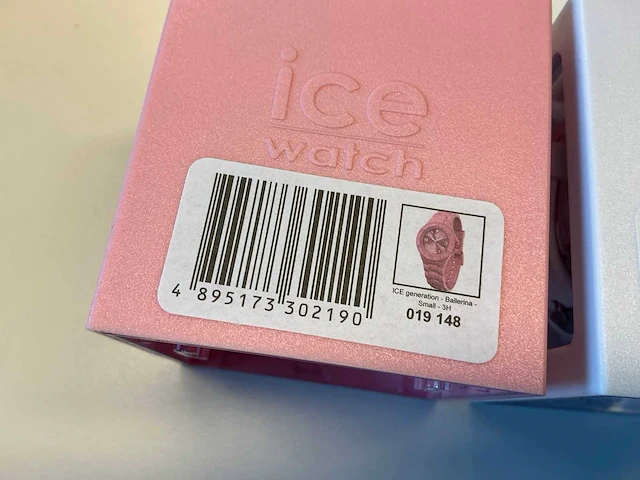 ice
watch
4 895173 302190
ICE generation - Ballerina -
Small - 3H
019 148